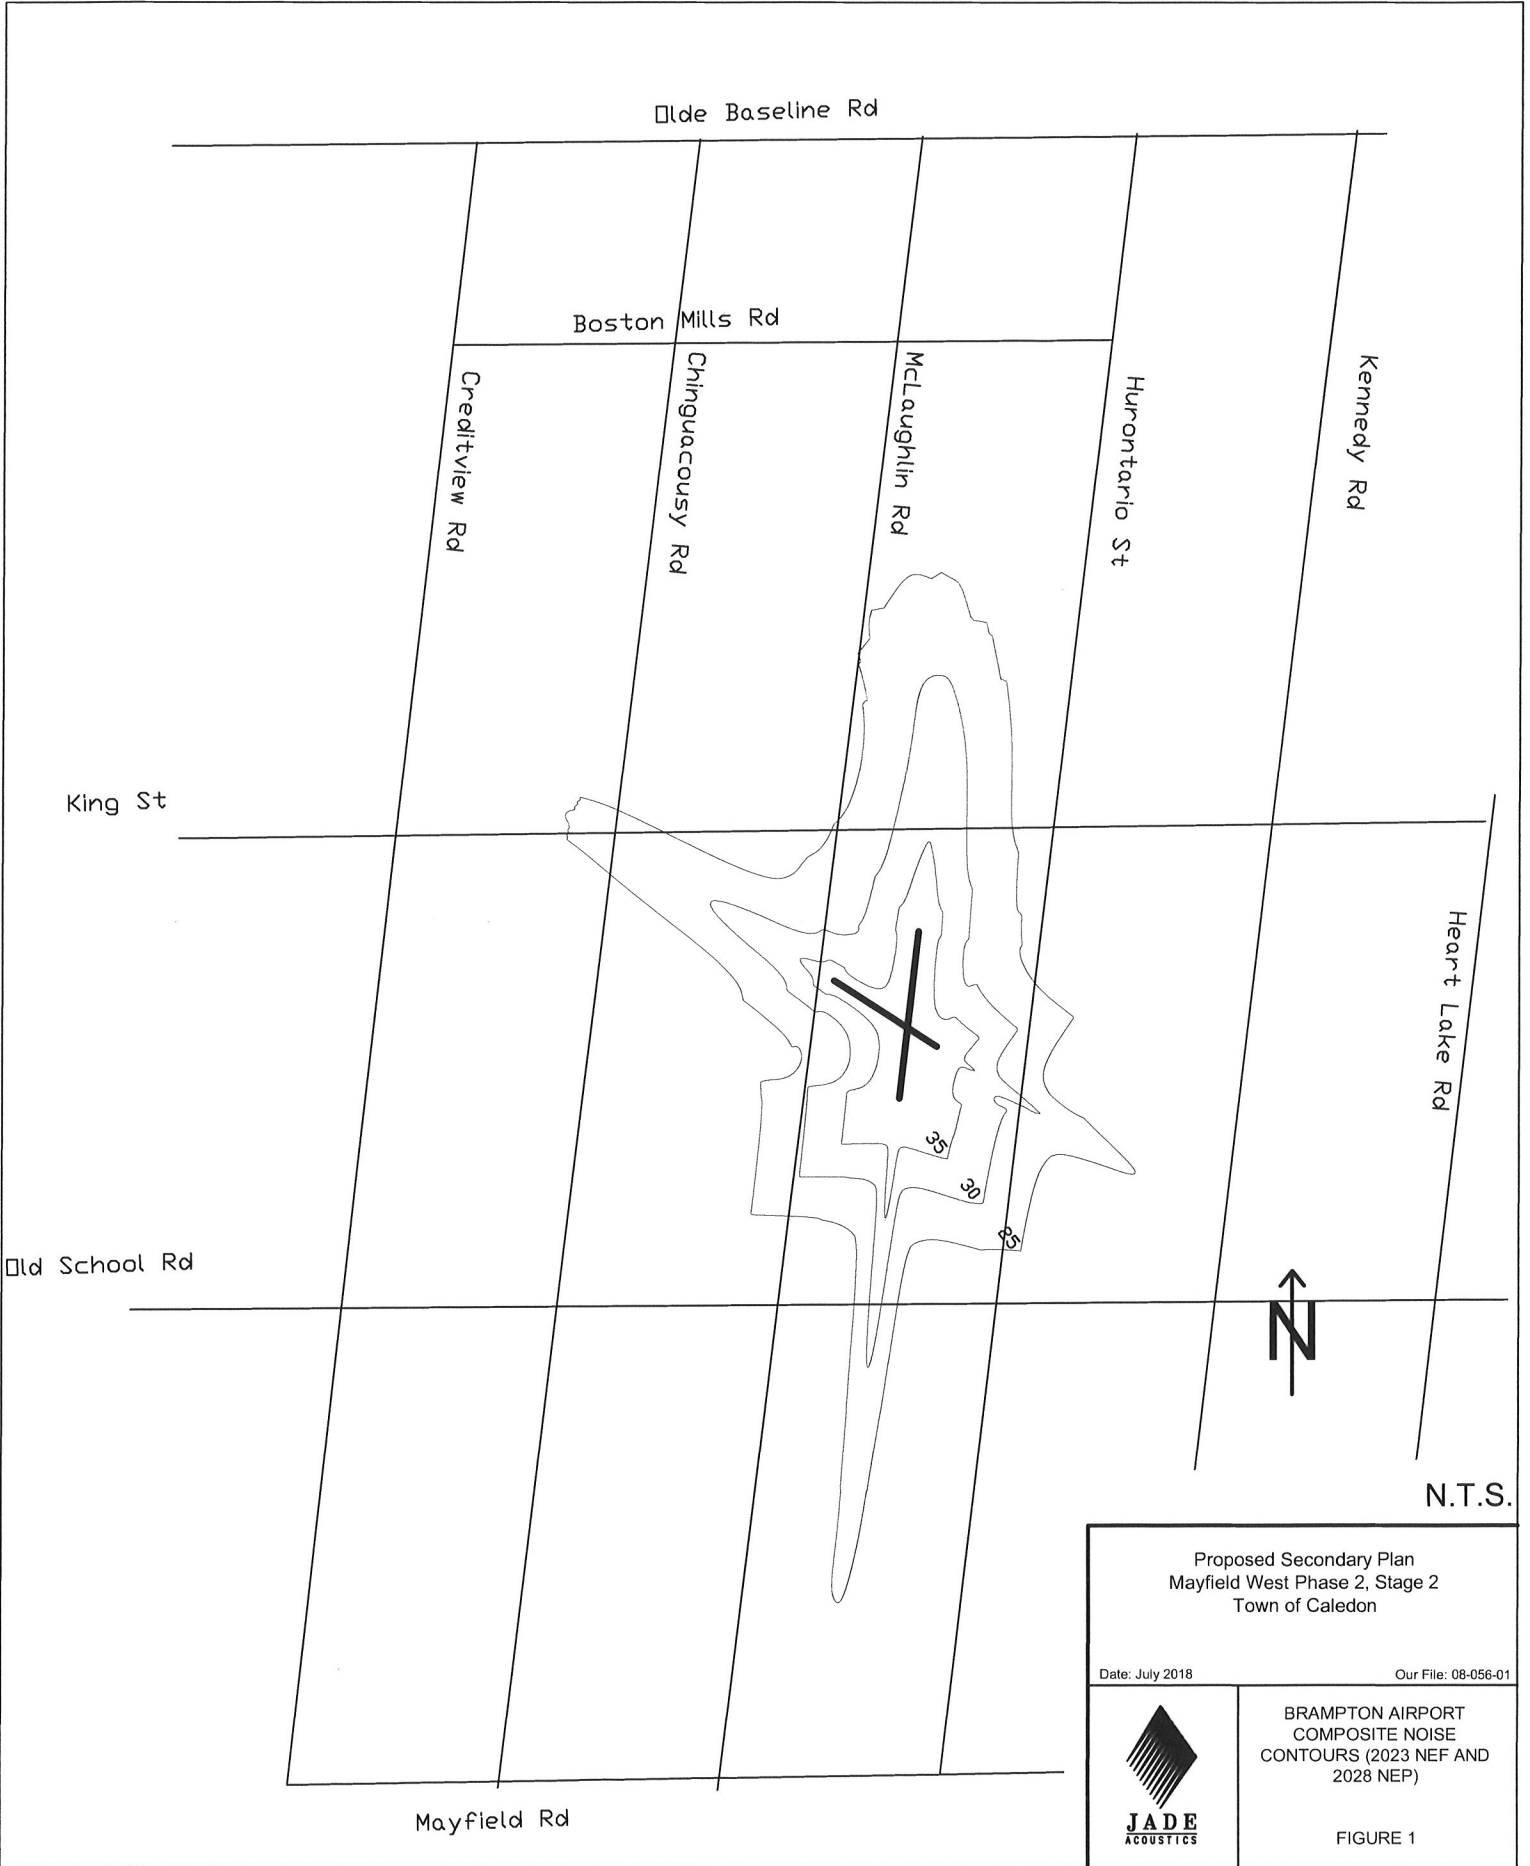 Olde Baseline Rd
Boston Mills Rd
Creditview Rd
Chinguacousy Rd
McLaughlin Rd
Hurontario St
Kennedy Rd
King St
Heart Lake Rd
35
30
25
Old School Rd
N
N.T.S.
Proposed Secondary Plan
Mayfield West Phase 2, Stage 2
Town of Caledon
Date: July 2018
Our File: 08-056-01
BRAMPTON AIRPORT
COMPOSITE NOISE
CONTOURS (2023 NEF AND
2028 NEP)
FIGURE 1
JADE
ACOUSTICS
Mayfield Rd